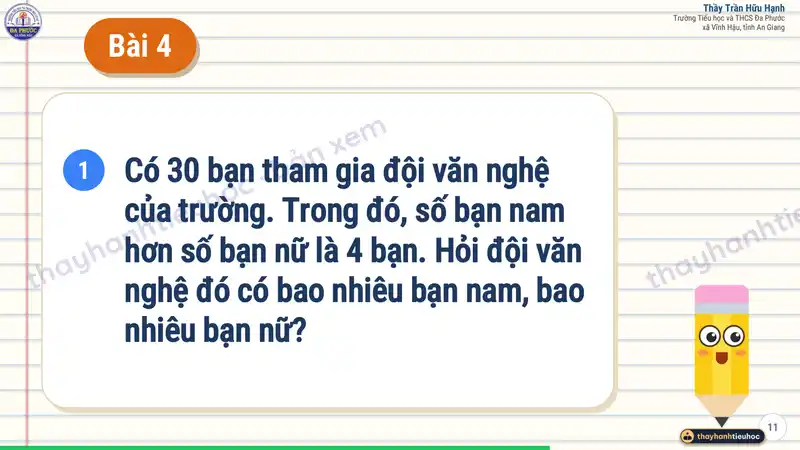 Thầy Trần Hữu Hạnh
Trường Tiểu học và THCS Đa Phước
xã Vĩnh Hậu, tỉnh An Giang
ĐA PHƯỚC
Bài 4
1
Có 30 bạn tham gia đội văn nghệ
của trường. Trong đó, số bạn nam
hơn số bạn nữ là 4 bạn. Hỏi đội văn
nghệ đó có bao nhiêu bạn nam, bao
nhiêu bạn nữ?
thayhanhtieuhoc
11